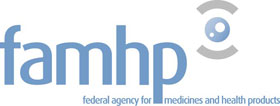 famhp
federal agency for medicines and health products